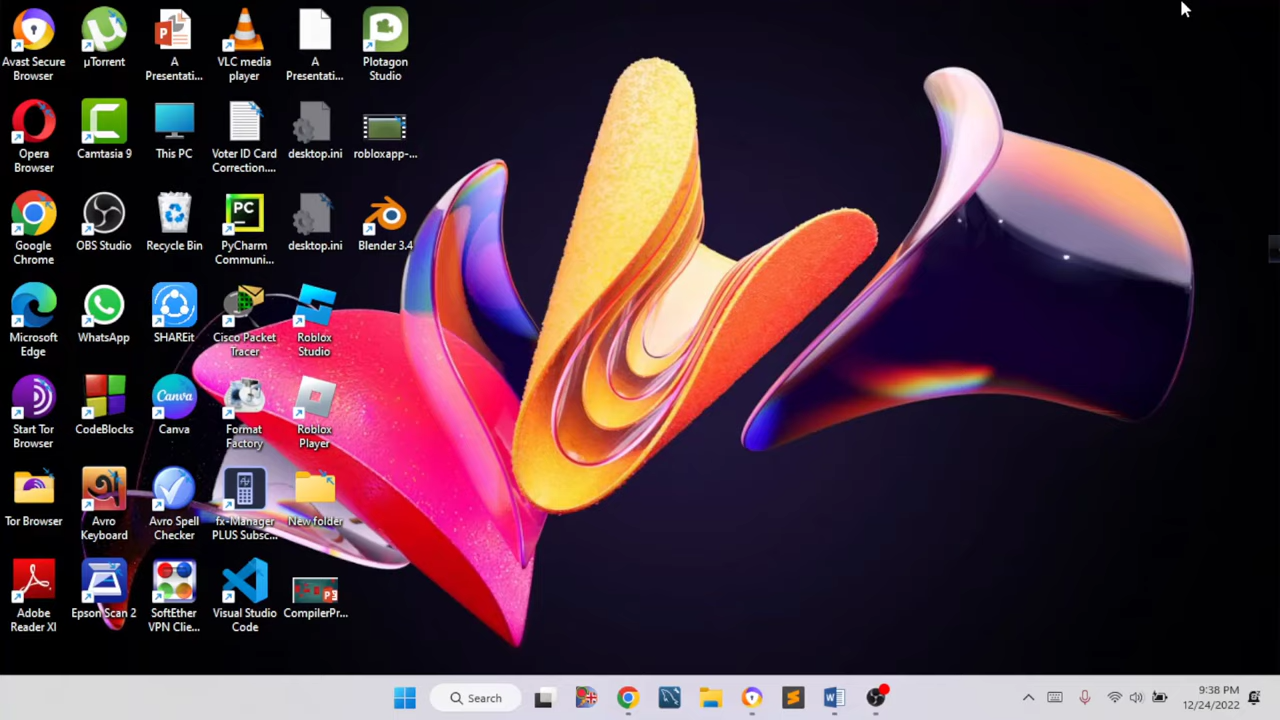 Avast Secure
Browser
µTorrent
A
Presentati...
VLC media
player
A
Presentati...
Plotagon
Studio
Opera
Browser
Camtasia 9
This PC
Voter ID Card
Correction....
desktop.ini
robloxapp-...
Google
Chrome
OBS Studio
Recycle Bin
PC
PyCharm
Communi...
desktop.ini
Blender 3.4
Microsoft
Edge
WhatsApp
SHAREit
Cisco Packet
Tracer
Roblox
Studio
Start Tor
Browser
CodeBlocks
Canva
Canva
Format
Factory
Roblox
Player
Tor Browser
Avro
Keyboard
Avro Spell
Checker
fx-Manager
PLUS Subsc...
New folder
Adobe
Reader XI
Epson Scan 2
SoftEther
VPN Clie...
Visual Studio
Code
CompilerPr...
Search
9:38 PM
12/24/2022